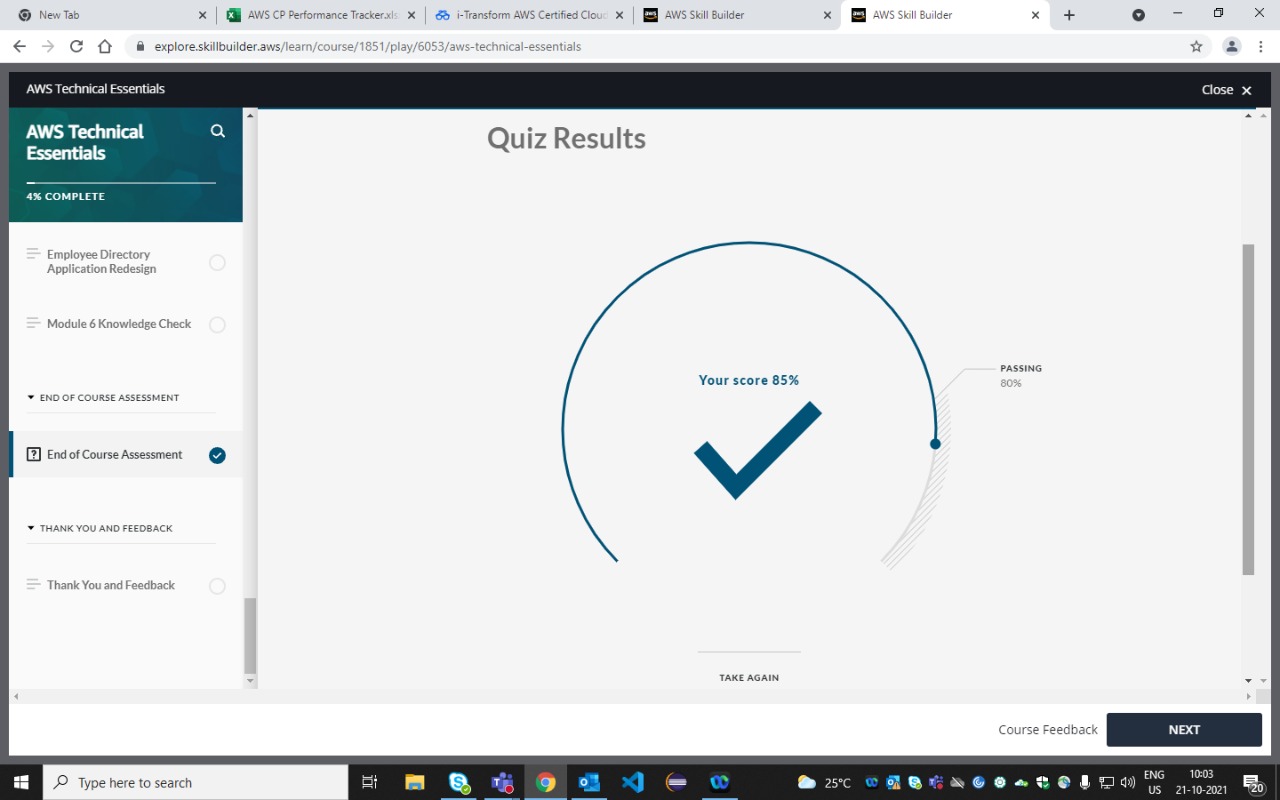 New Tab
AWS CP Performance Tracker.xls
i-Transform AWS Certified Cloud
AWS Skill Builder
AWS Skill Builder
explore.skillbuilder.aws/learn/course/1851/play/6053/aws-technical-essentials
AWS Technical Essentials
Close
AWS Technical
Essentials
4% COMPLETE
Employee Directory
Application Redesign
Module 6 Knowledge Check
END OF COURSE ASSESSMENT
End of Course Assessment
THANK YOU AND FEEDBACK
Thank You and Feedback
Quiz Results
Your score 85%
PASSING
80%
TAKE AGAIN
Course Feedback
NEXT
Type here to search
25°C
ENG
US
10:03
21-10-2021
20